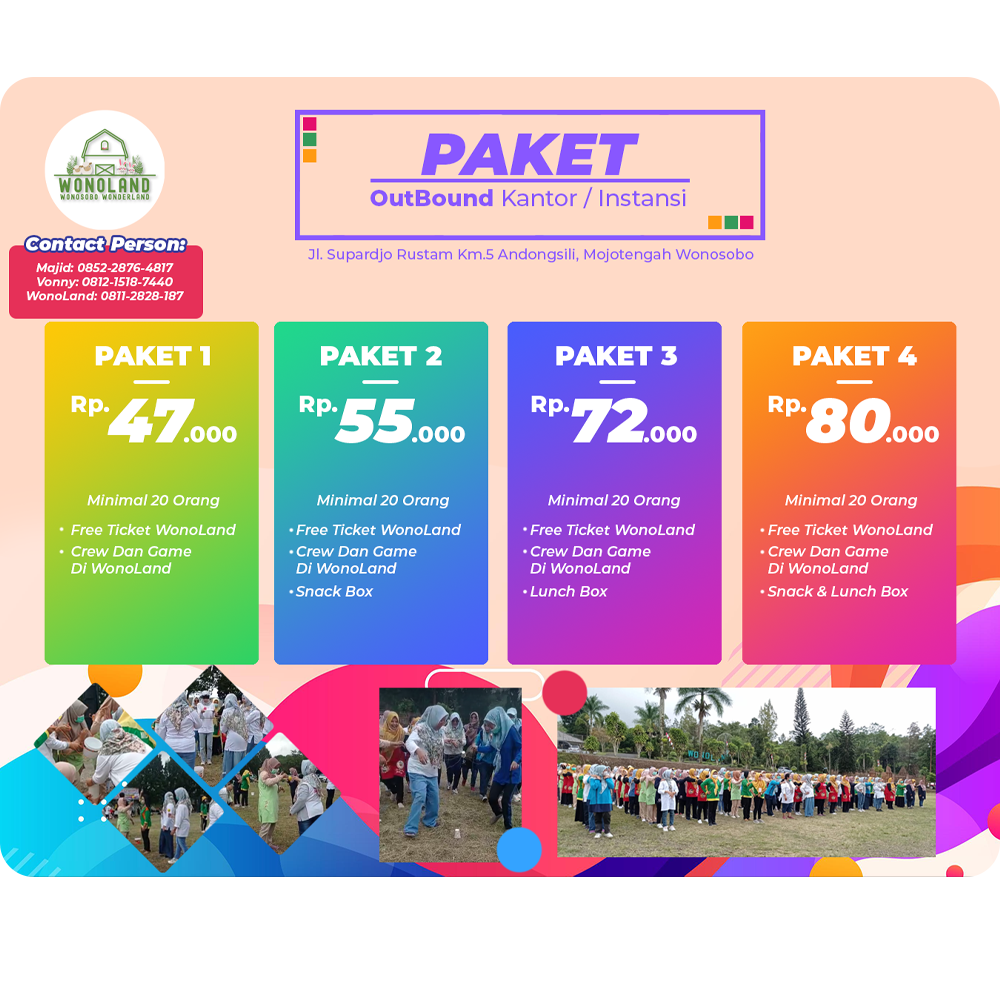 WONOLAND
WONOSOBO WONDERLAND
Contact Person:
Majid: 0852-2876-4817
Vonny: 0812-1518-7440
WonoLand: 0811-2828-187
PAKET
OutBound Kantor / Instansi
Jl. Supardjo Rustam Km.5 Andongsili, Mojotengah Wonosobo
PAKET 1
Rp.47.000
Minimal 20 Orang
• Free Ticket WonoLand
• Crew Dan Game
Di WonoLand
PAKET 2
Rp.55.000
Minimal 20 Orang
• Free Ticket WonoLand
• Crew Dan Game
Di WonoLand
• Snack Box
PAKET 3
Rp.72.000
Minimal 20 Orang
• Free Ticket WonoLand
• Crew Dan Game
Di WonoLand
• Lunch Box
PAKET 4
Rp.80.000
Minimal 20 Orang
• Free Ticket WonoLand
• Crew Dan Game
Di WonoLand
• Snack & Lunch Box